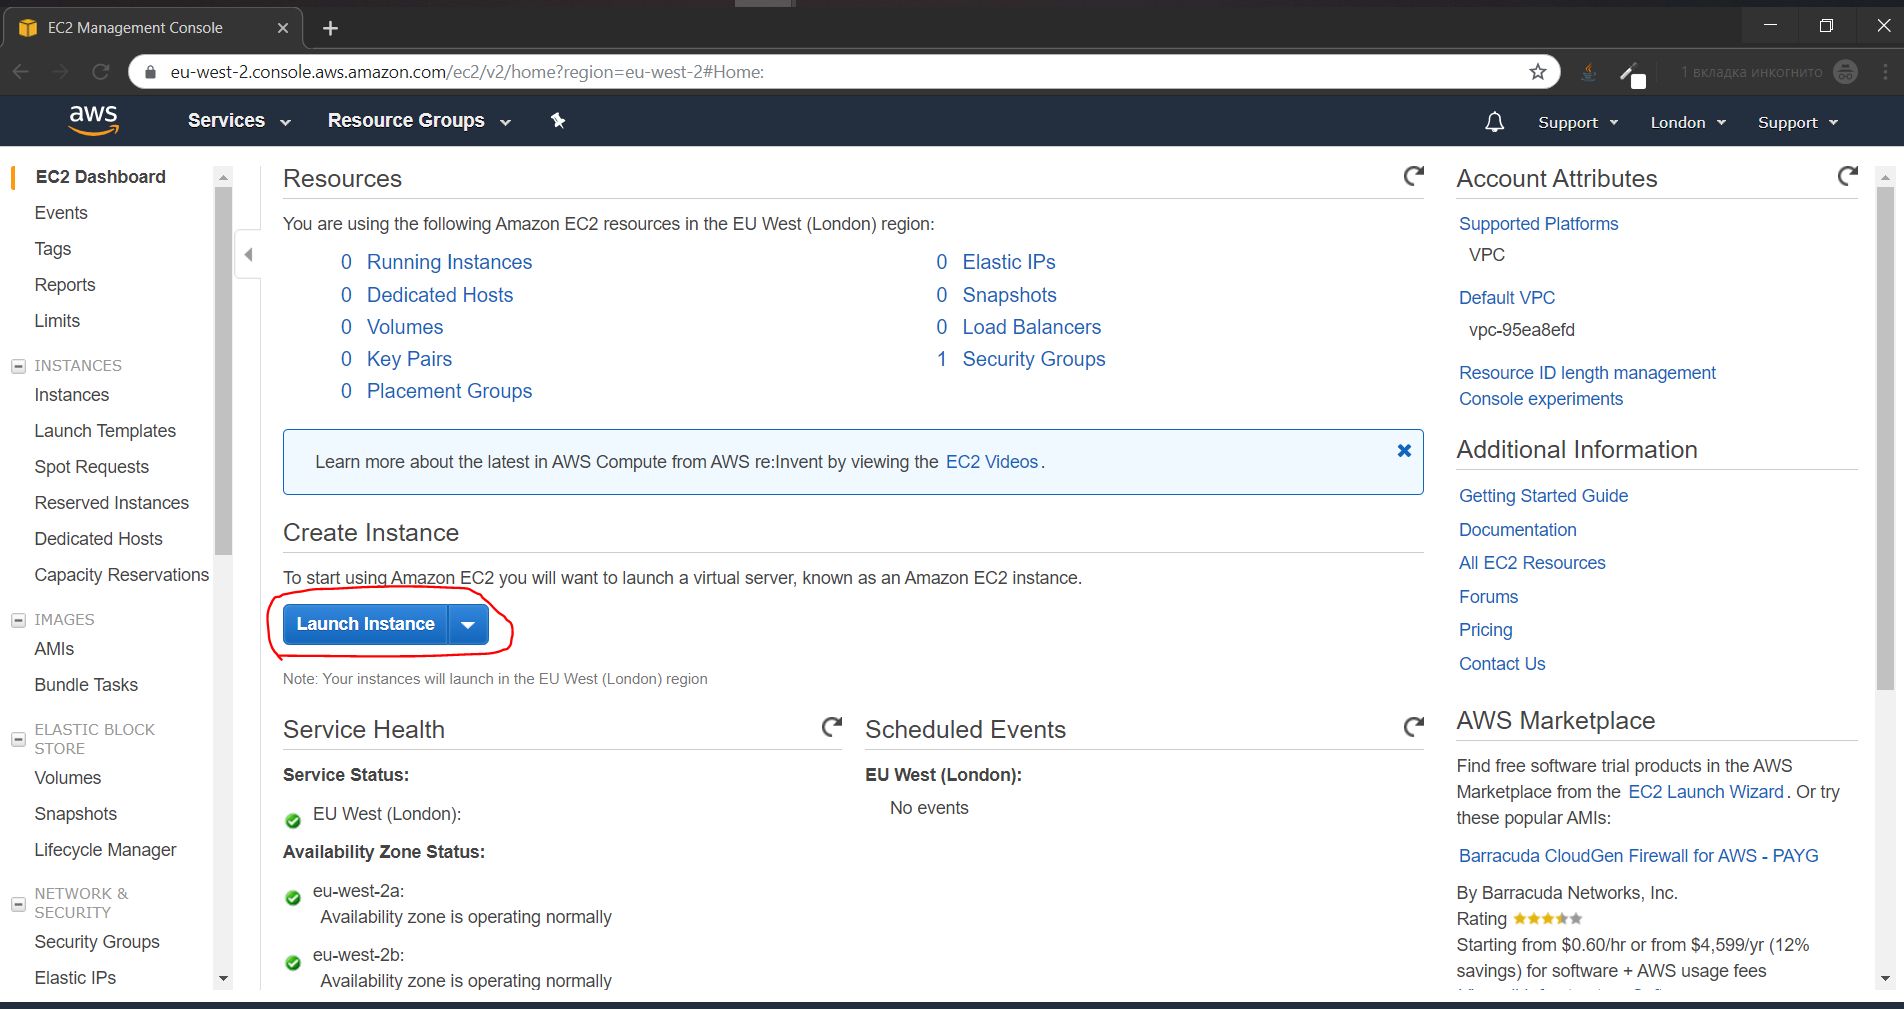 EC2 Management Console
eu-west-2.console.aws.amazon.com/ec2/v2/home?region=eu-west-2#Home:
1 вкладка инкогнито
aws
Services
Resource Groups
Support
London
Support
EC2 Dashboard
Events
Tags
Reports
Limits
INSTANCES
Instances
Launch Templates
Spot Requests
Reserved Instances
Dedicated Hosts
Capacity Reservations
IMAGES
AMIs
Bundle Tasks
ELASTIC BLOCK
STORE
Volumes
Snapshots
Lifecycle Manager
NETWORK &
SECURITY
Security Groups
Elastic IPs
Resources
You are using the following Amazon EC2 resources in the EU West (London) region:
0 Running Instances
0 Dedicated Hosts
0 Volumes
0 Key Pairs
0 Placement Groups
0 Elastic IPs
0 Snapshots
0 Load Balancers
1 Security Groups
Learn more about the latest in AWS Compute from AWS re:Invent by viewing the EC2 Videos.
Create Instance
To start using Amazon EC2 you will want to launch a virtual server, known as an Amazon EC2 instance.
Launch Instance
Note: Your instances will launch in the EU West (London) region
Service Health
Service Status:
EU West (London):
Availability Zone Status:
eu-west-2a:
Availability zone is operating normally
eu-west-2b:
Availability zone is operating normally
Scheduled Events
EU West (London):
No events
Account Attributes
Supported Platforms
VPC
Default VPC
vpc-95ea8efd
Resource ID length management
Console experiments
Additional Information
Getting Started Guide
Documentation
All EC2 Resources
Forums
Pricing
Contact Us
AWS Marketplace
Find free software trial products in the AWS
Marketplace from the EC2 Launch Wizard. Or try
these popular AMIs:
Barracuda CloudGen Firewall for AWS - PAYG
By Barracuda Networks, Inc.
Rating
Starting from $0.60/hr or from $4,599/yr (12%
savings) for software + AWS usage fees